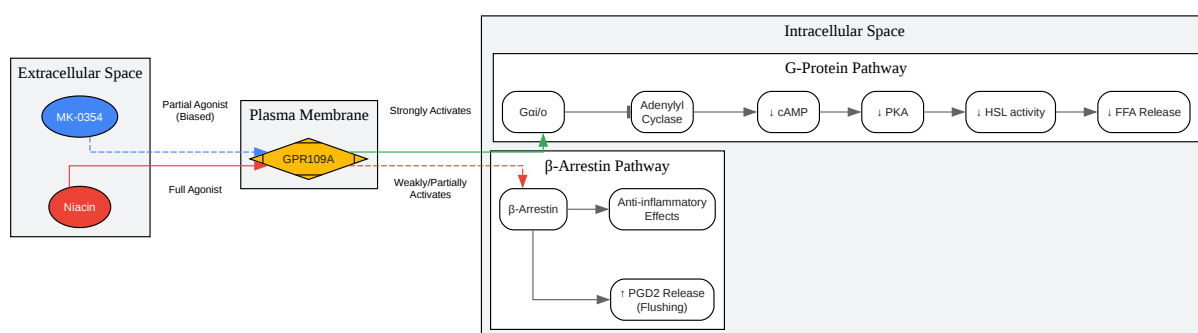 Intracellular Space
G-Protein Pathway
Extracellular Space
MK-0354
Niacin
Partial Agonist
(Biased)
Full Agonist
Plasma Membrane
GPR109A
Strongly Activates
Weakly/Partially
Activates
Gαi/o
Adenylyl
Cyclase
↓ cAMP
↓ PKA
↓ HSL activity
↓ FFA Release
β-Arrestin Pathway
β-Arrestin
Anti-inflammatory
Effects
↑ PGD2 Release
(Flushing)